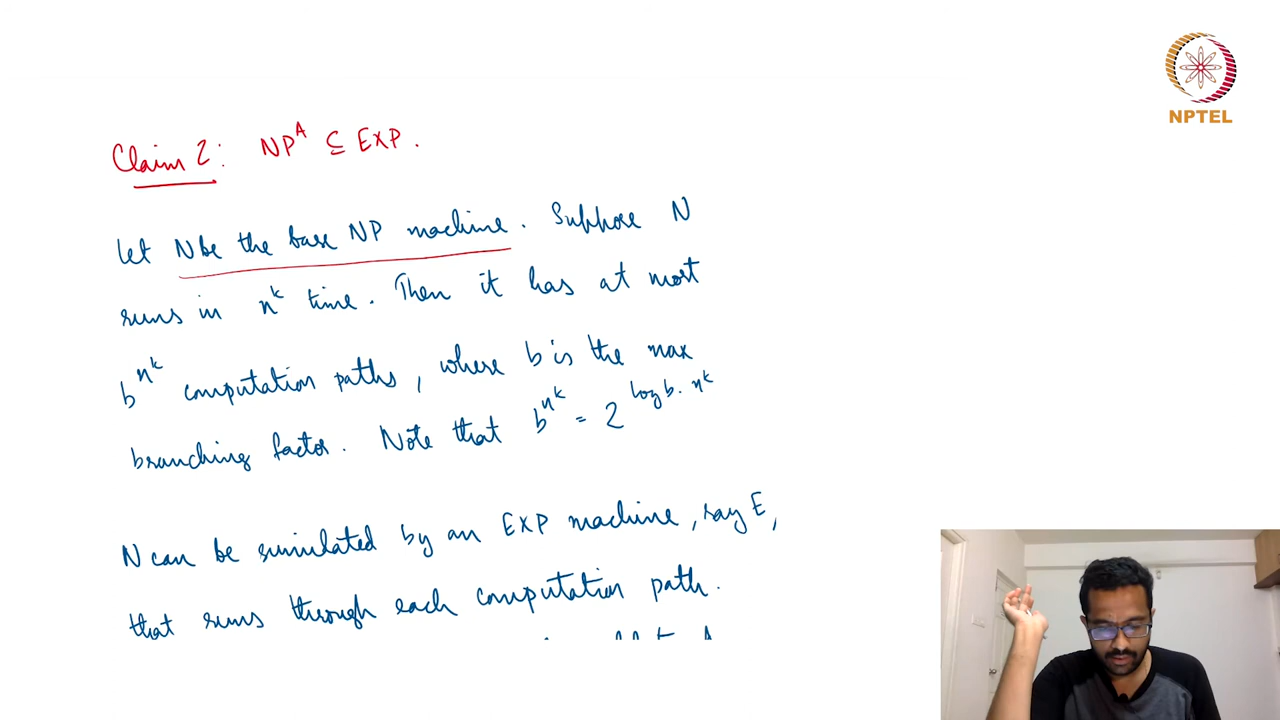 NPTEL
Claim 2: NP^A ⊆ EXP.
Let N be the base NP machine. Suppose N
runs in n^k time. Then it has at most
b^{n^k} computation paths, where b is the max
branching factor. Note that b^{n^k} = 2^{log b · n^k}
N can be simulated by an EXP machine, say E,
that runs through each computation path.